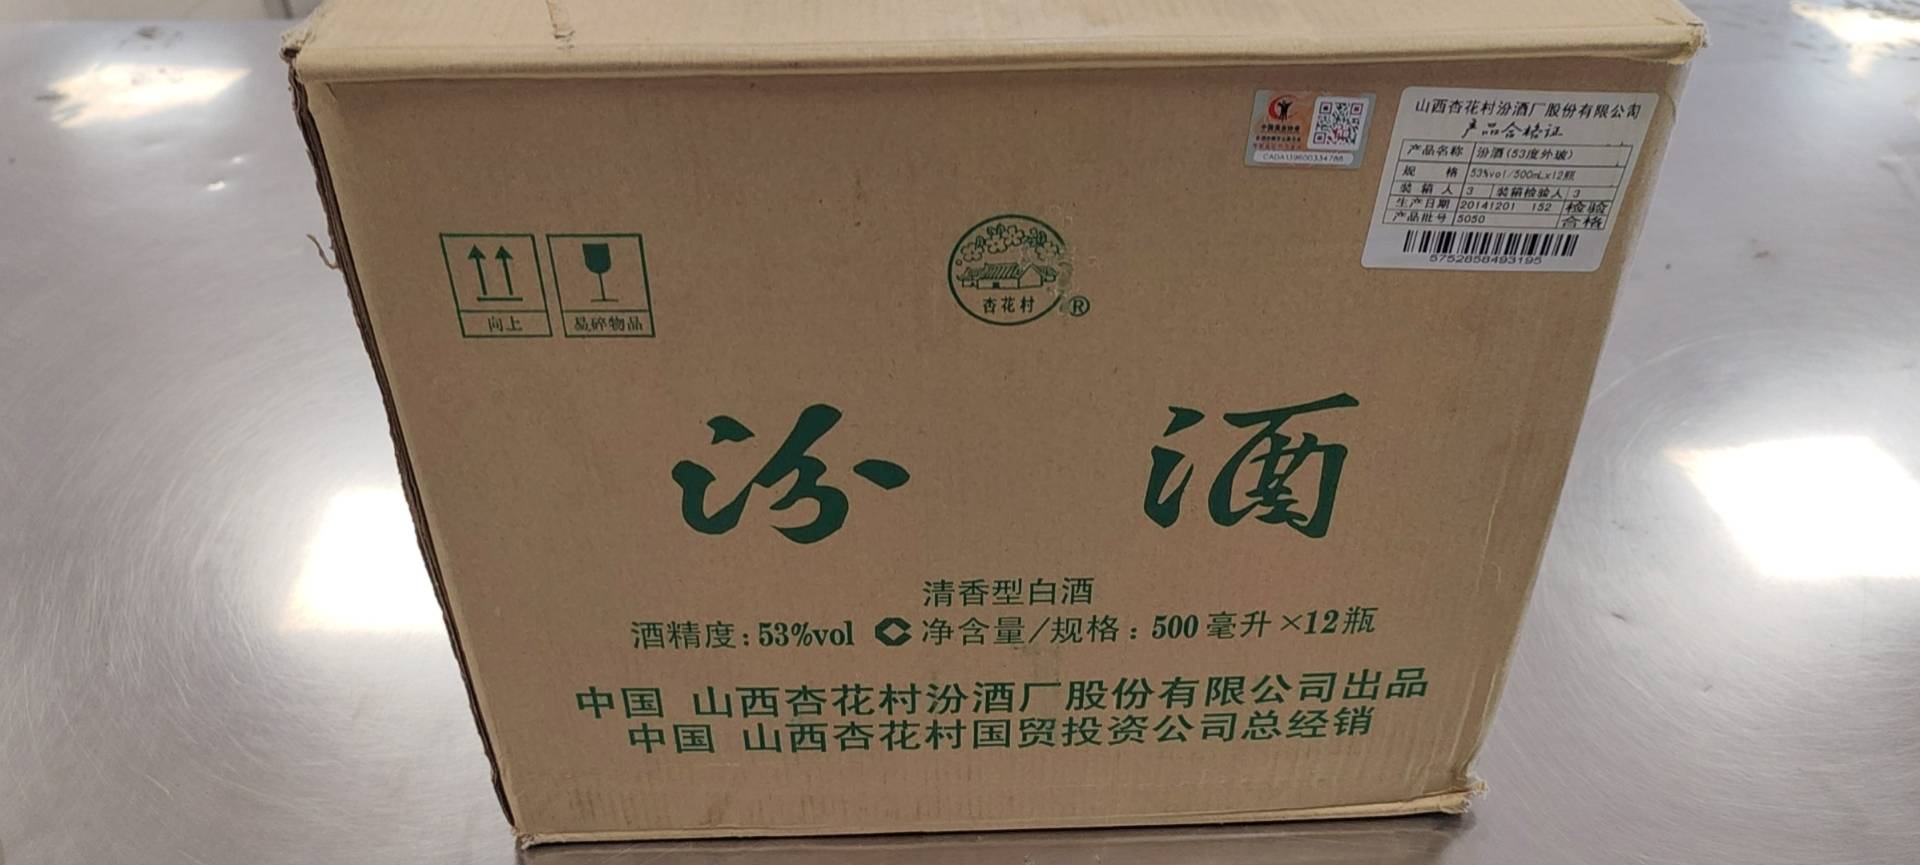 中国酒业协会
CADA139600334788
山西杏花村汾酒厂股份有限公司
产品合格证
产品名称 汾酒(53度外玻)
规 格 53%vol/500mLx12瓶
装 箱 人 3 装箱检验人 3
生产日期 20141201 152 检验
产品批号 5050 合格
5752858493195
向上
易碎物品
杏花村
®
汾 酒
清香型白酒
酒精度:53%vol 净含量/规格:500毫升×12瓶
中国 山西杏花村汾酒厂股份有限公司出品
中国 山西杏花村国贸投资公司总经销